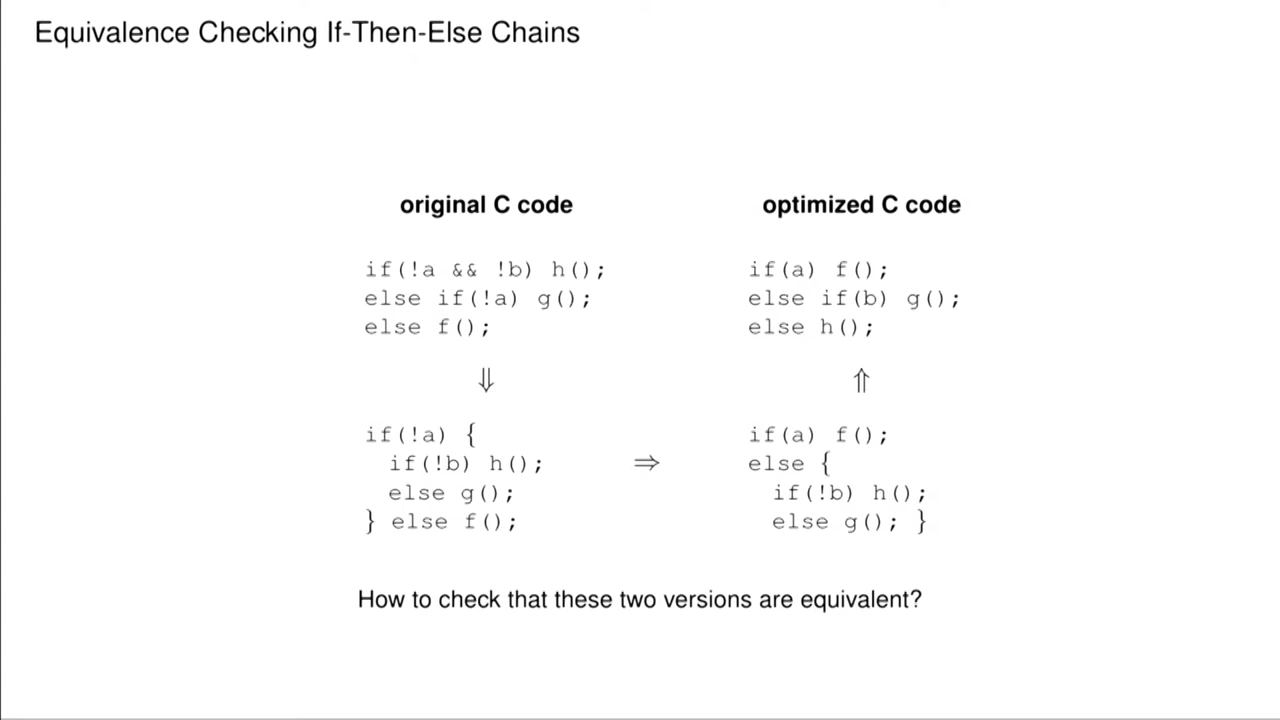 Equivalence Checking If-Then-Else Chains
original C code
if(!a && !b) h();
else if(!a) g();
else f();
⇓
if(!a) {
if(!b) h();
else g();
} else f();
⇒
optimized C code
if(a) f();
else if(b) g();
else h();
⇑
if(a) f();
else {
if(!b) h();
else g(); }
How to check that these two versions are equivalent?